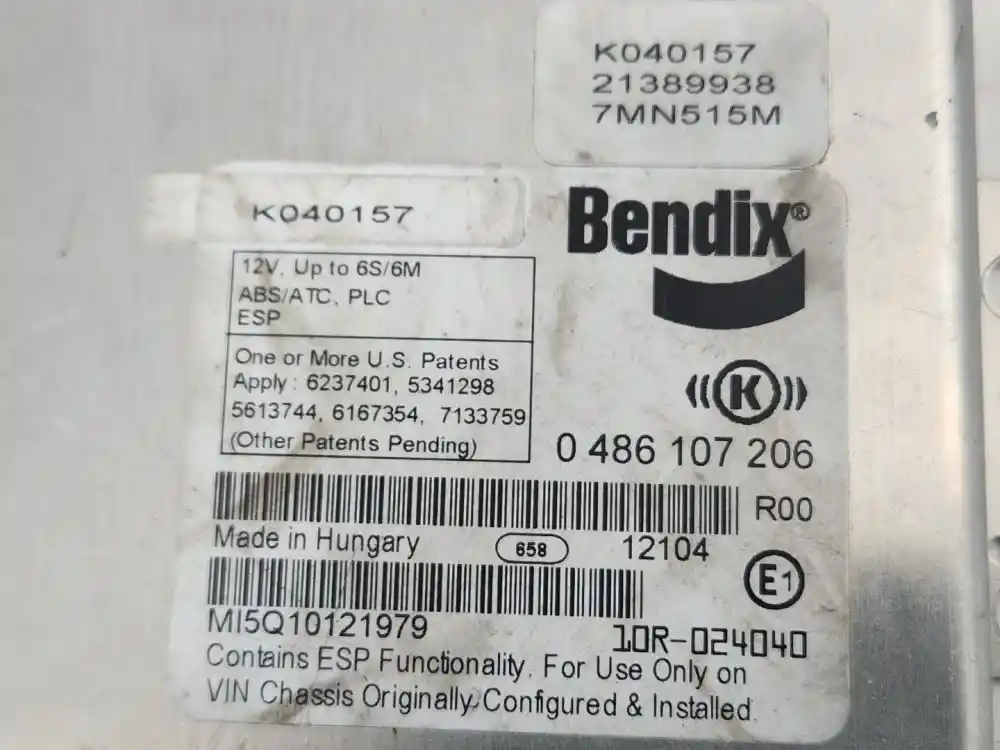 K040157
21389938
7MN515M
K040157
Bendix®
12V, Up to 6S/6M
ABS/ATC, PLC
ESP
One or More U.S. Patents
Apply : 6237401, 5341298
5613744, 6167354, 7133759
(Other Patents Pending)
((K))
0 486 107 206
R00
Made in Hungary
658
12104
E1
MI5Q10121979
10R-024040
Contains ESP Functionality. For Use Only on
VIN Chassis Originally Configured & Installed